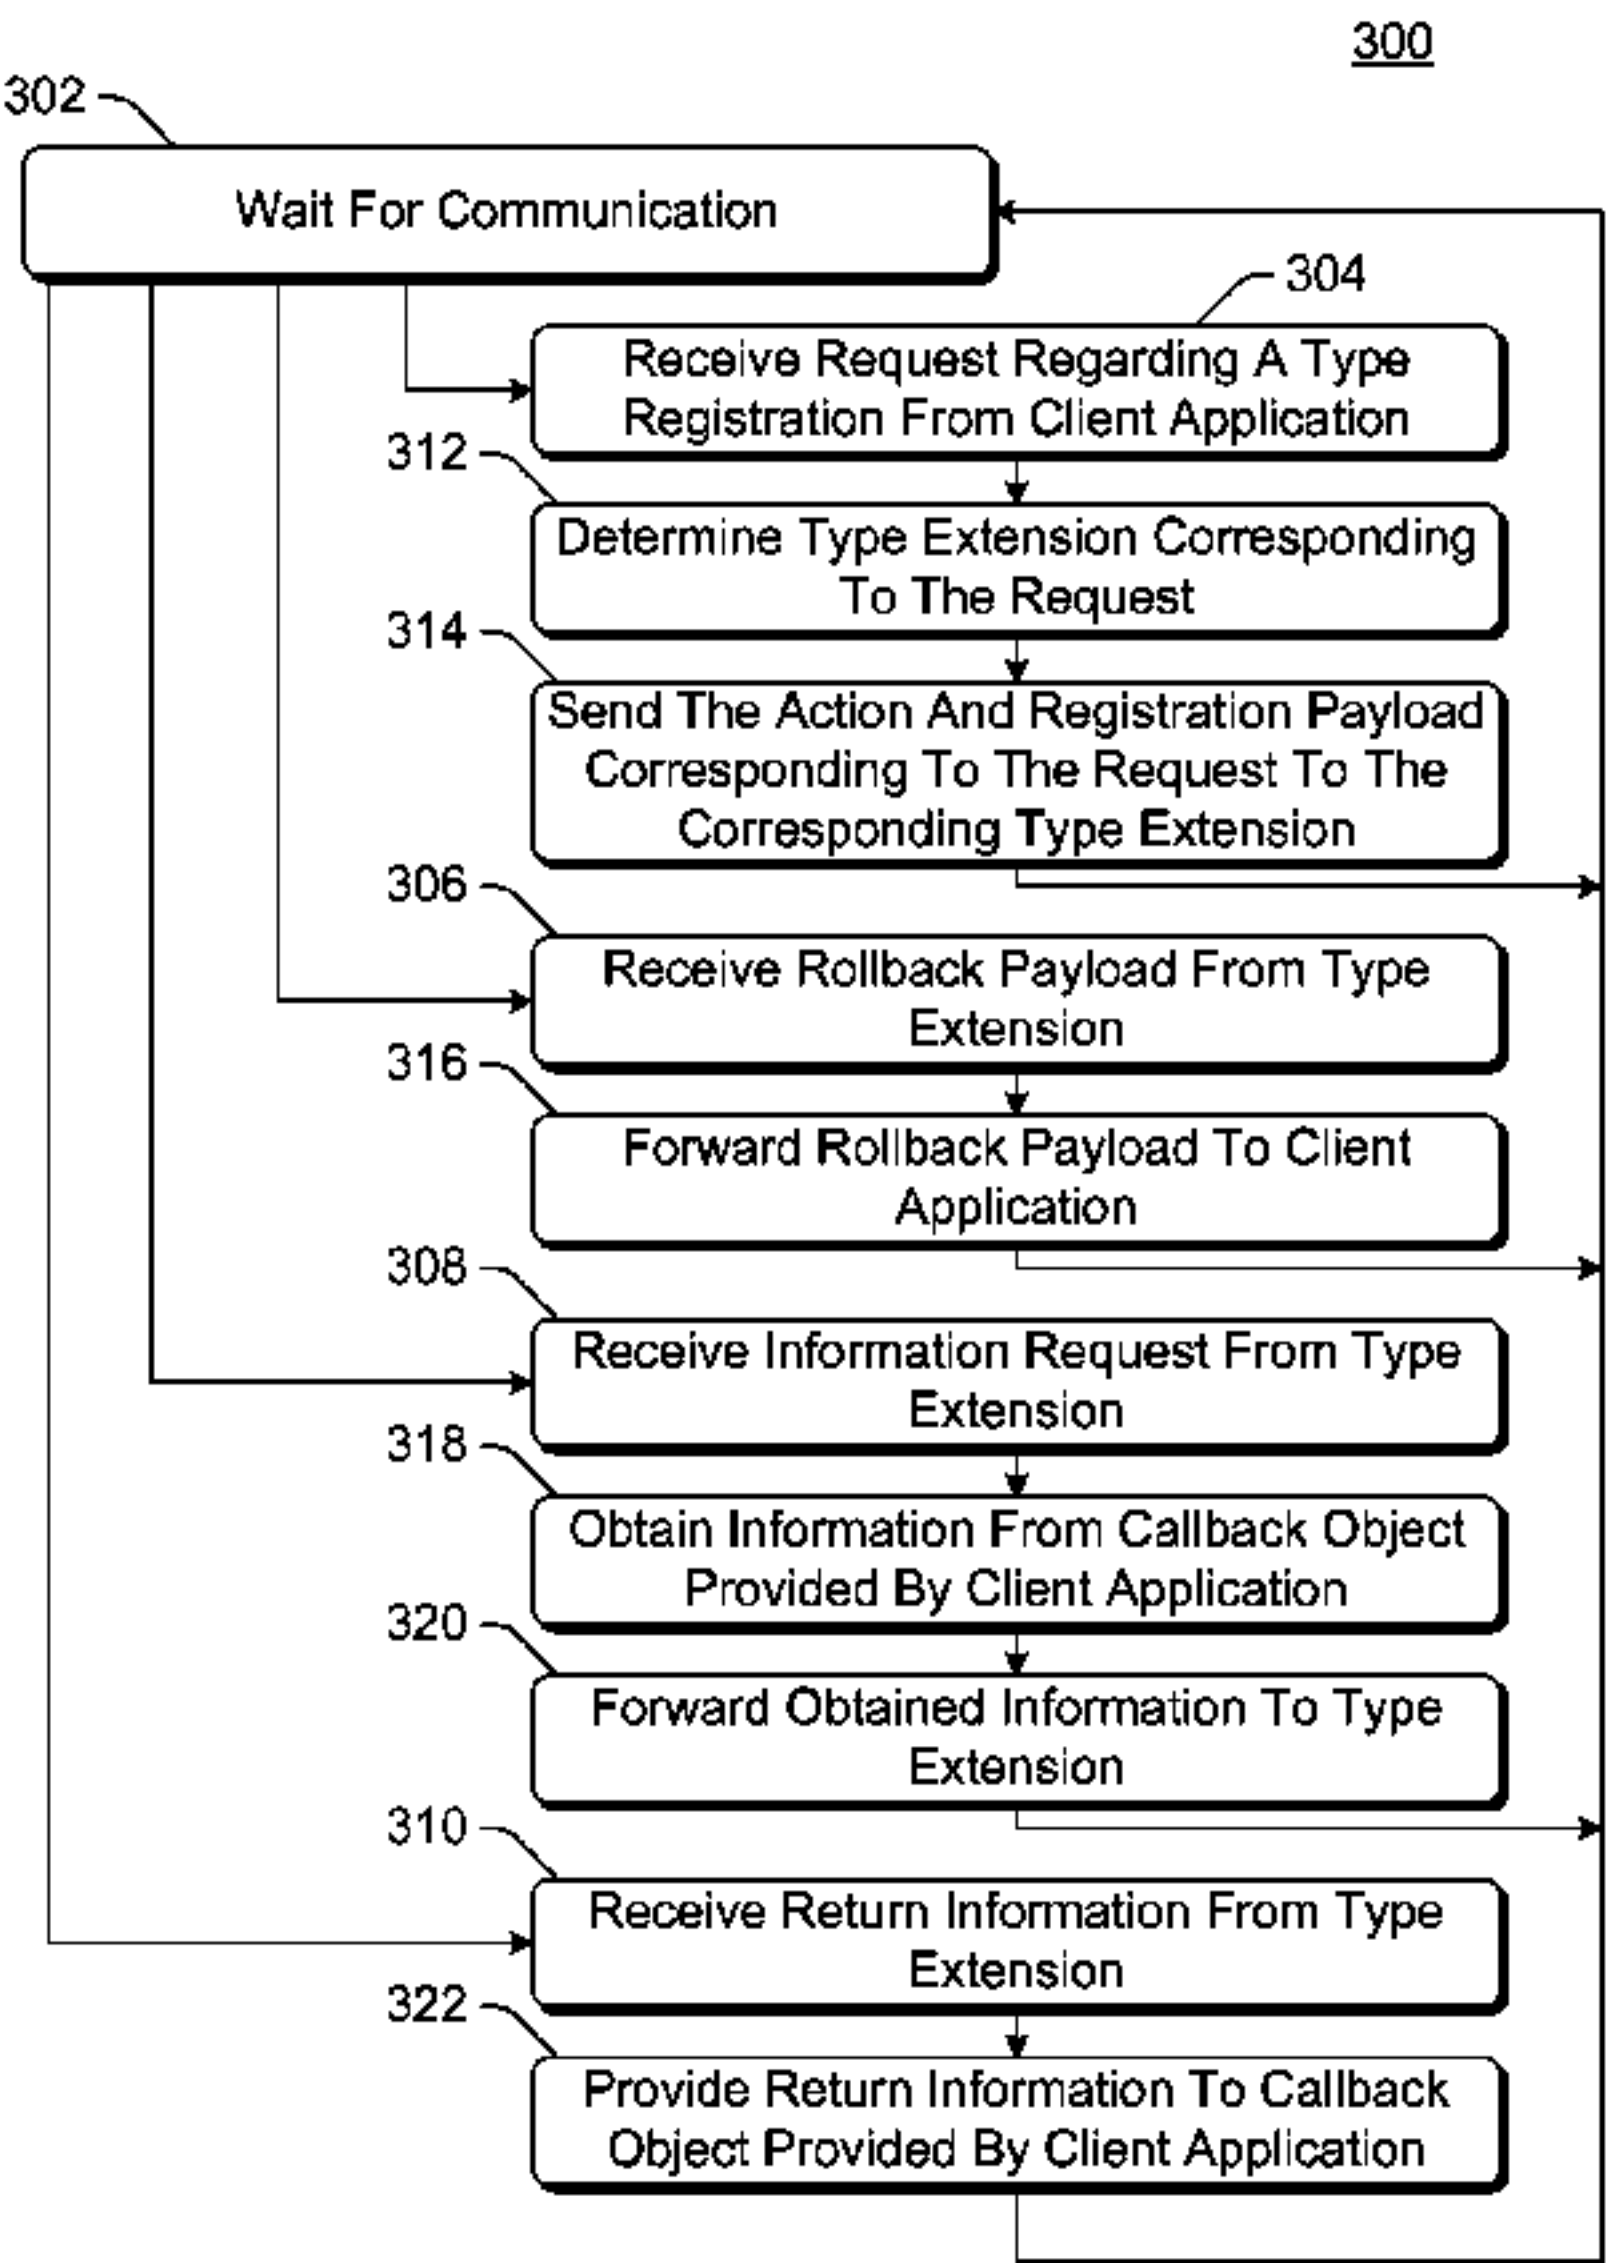 300
302
Wait For Communication
304
Receive Request Regarding A Type
Registration From Client Application
312
Determine Type Extension Corresponding
To The Request
314
Send The Action And Registration Payload
Corresponding To The Request To The
Corresponding Type Extension
306
Receive Rollback Payload From Type
Extension
316
Forward Rollback Payload To Client
Application
308
Receive Information Request From Type
Extension
318
Obtain Information From Callback Object
Provided By Client Application
320
Forward Obtained Information To Type
Extension
310
Receive Return Information From Type
Extension
322
Provide Return Information To Callback
Object Provided By Client Application